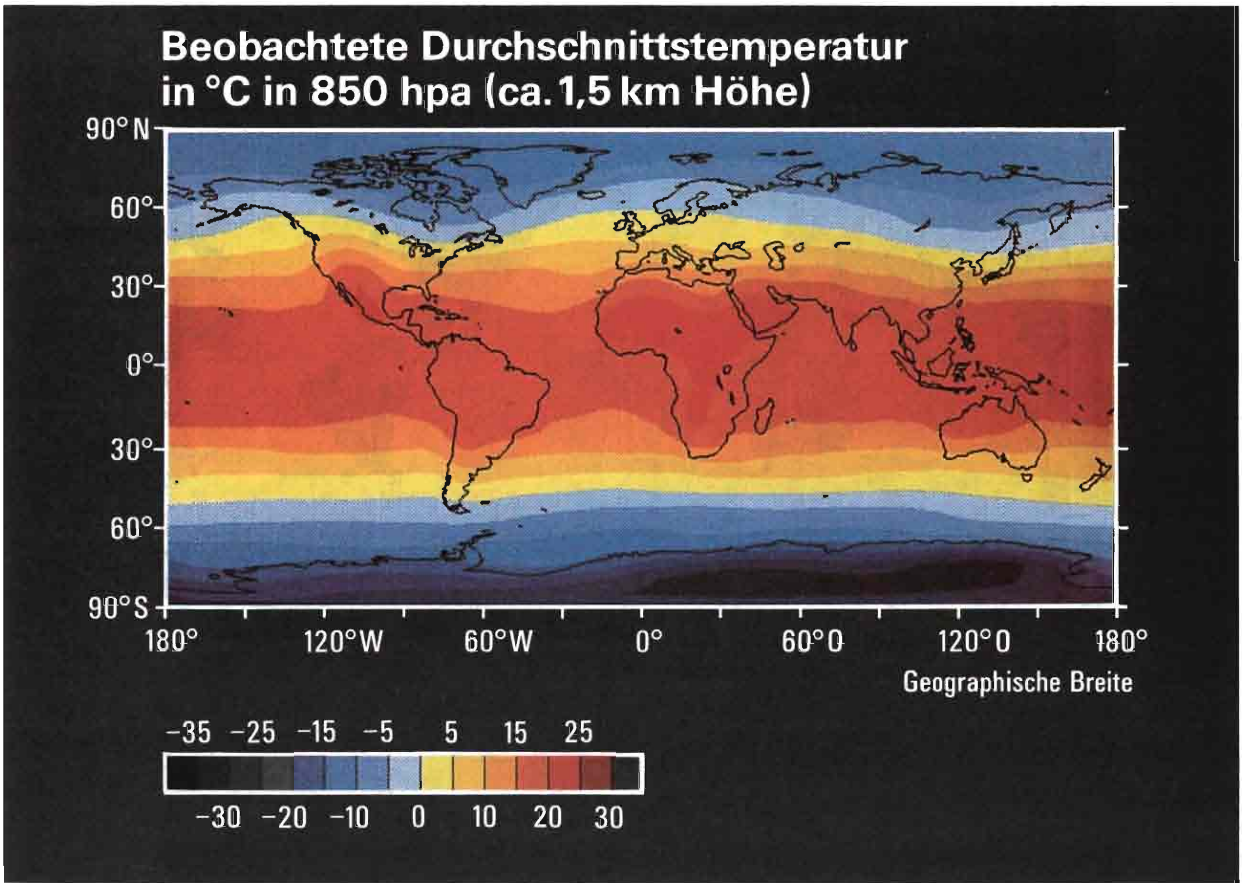 Beobachtete Durchschnittstemperatur
in °C in 850 hpa (ca. 1,5 km Höhe)
90°N
60°
30°
0°
30°
60°
90°S
180° 120°W 60°W 0° 60°O 120°O 180°
Geographische Breite
−35 −25 −15 −5 5 15 25
−30 −20 −10 0 10 20 30